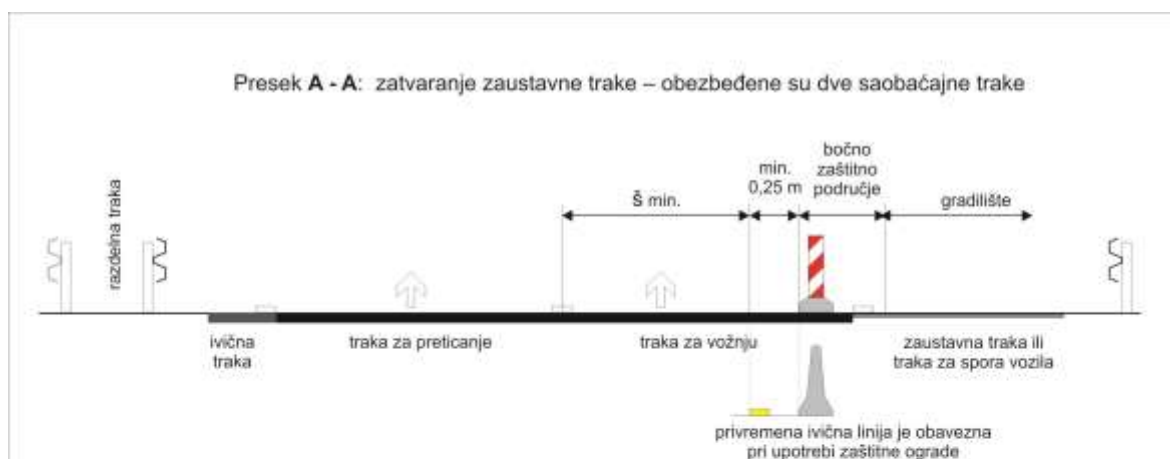 Presek A - A: zatvaranje zaustavne trake – obezbeđene su dve saobaćajne trake
razdelna traka
Š min.
min.
0,25 m
bočno
zaštitno
područje
gradilište
ivična
traka
traka za preticanje
traka za vožnju
zaustavna traka ili
traka za spora vozila
privremena ivična linija je obavezna
pri upotrebi zaštitne ograde